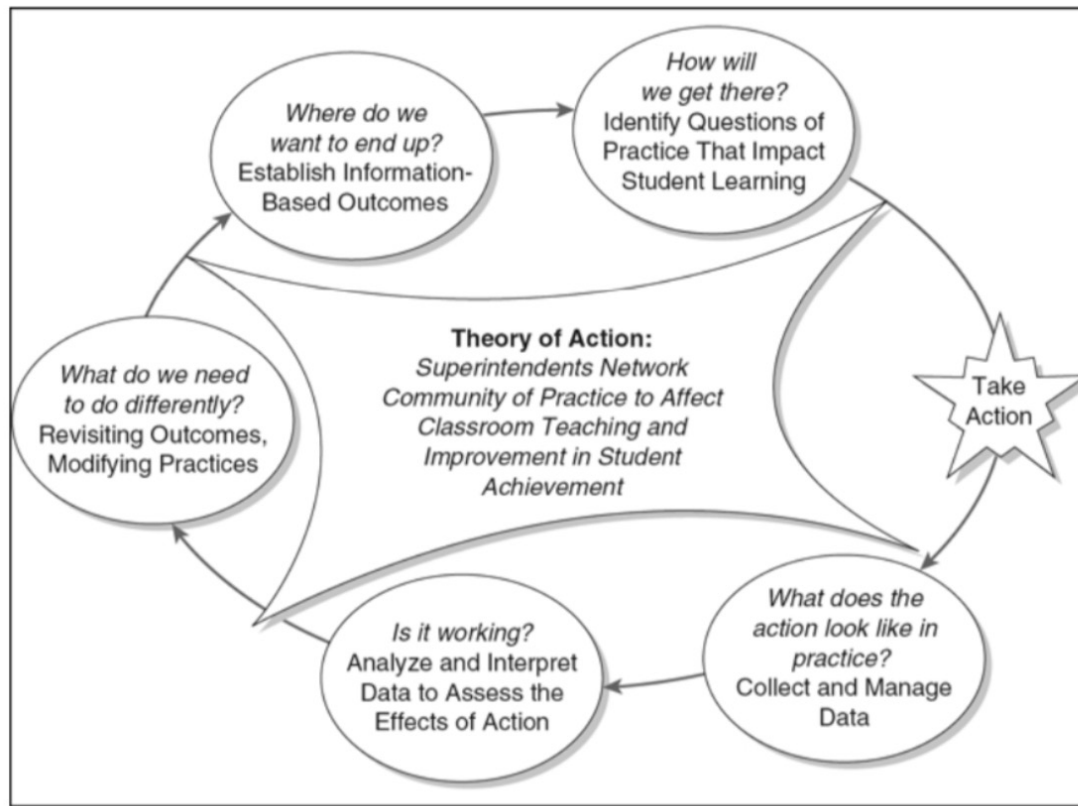 Where do we
want to end up?
Establish Information-
Based Outcomes
How will
we get there?
Identify Questions of
Practice That Impact
Student Learning
Take
Action
What does the
action look like in
practice?
Collect and Manage
Data
Is it working?
Analyze and Interpret
Data to Assess the
Effects of Action
What do we need
to do differently?
Revisiting Outcomes,
Modifying Practices
Theory of Action:
Superintendents Network
Community of Practice to Affect
Classroom Teaching and
Improvement in Student
Achievement